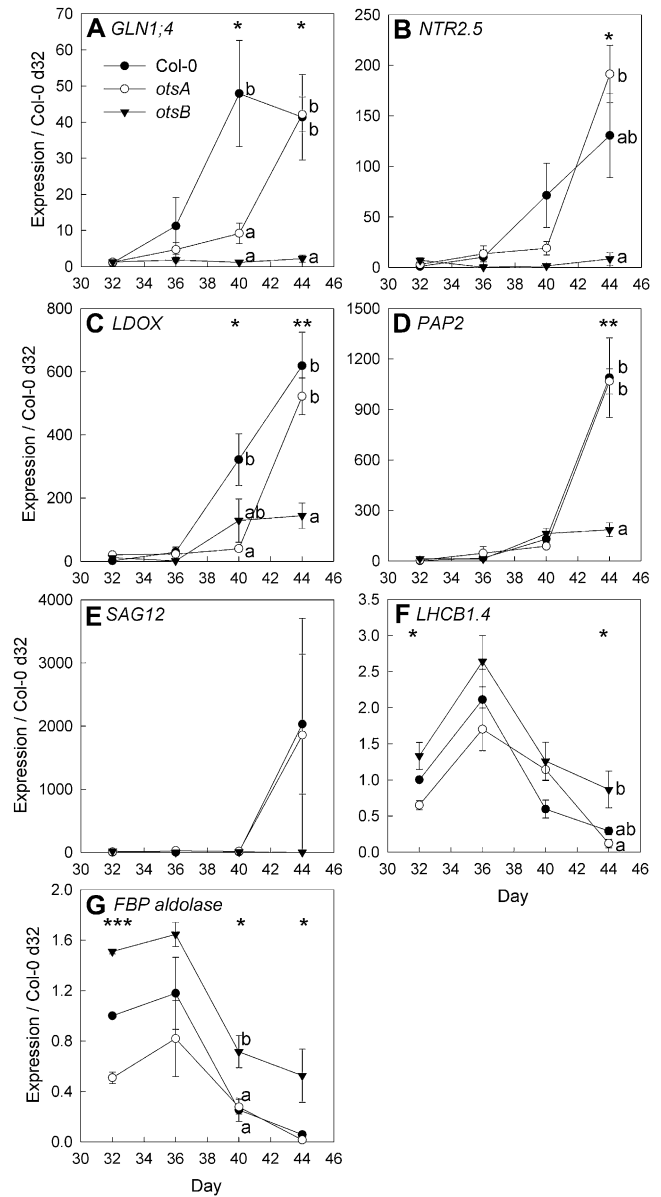 A GLN1;4 * *
Col-0
otsA
otsB
b b b a a a
70 60 50 40 30 20 10 0
30 32 34 36 38 40 42 44 46
Expression / Col-0 d32
B NTR2.5 *
b ab a
250 200 150 100 50 0
30 32 34 36 38 40 42 44 46
C LDOX * **
b b b ab a a
800 600 400 200 0
30 32 34 36 38 40 42 44 46
Expression / Col-0 d32
D PAP2 **
b b a
1500 1200 900 600 300 0
30 32 34 36 38 40 42 44 46
E SAG12
4000 3000 2000 1000 0
30 32 34 36 38 40 42 44 46
Expression / Col-0 d32
F LHCB1.4
* *
b ab a
3.5 3.0 2.5 2.0 1.5 1.0 0.5 0.0
30 32 34 36 38 40 42 44 46
Day
G FBP aldolase
*** * *
b a a
2.0 1.6 1.2 0.8 0.4 0.0
30 32 34 36 38 40 42 44 46
Expression / Col-0 d32
Day